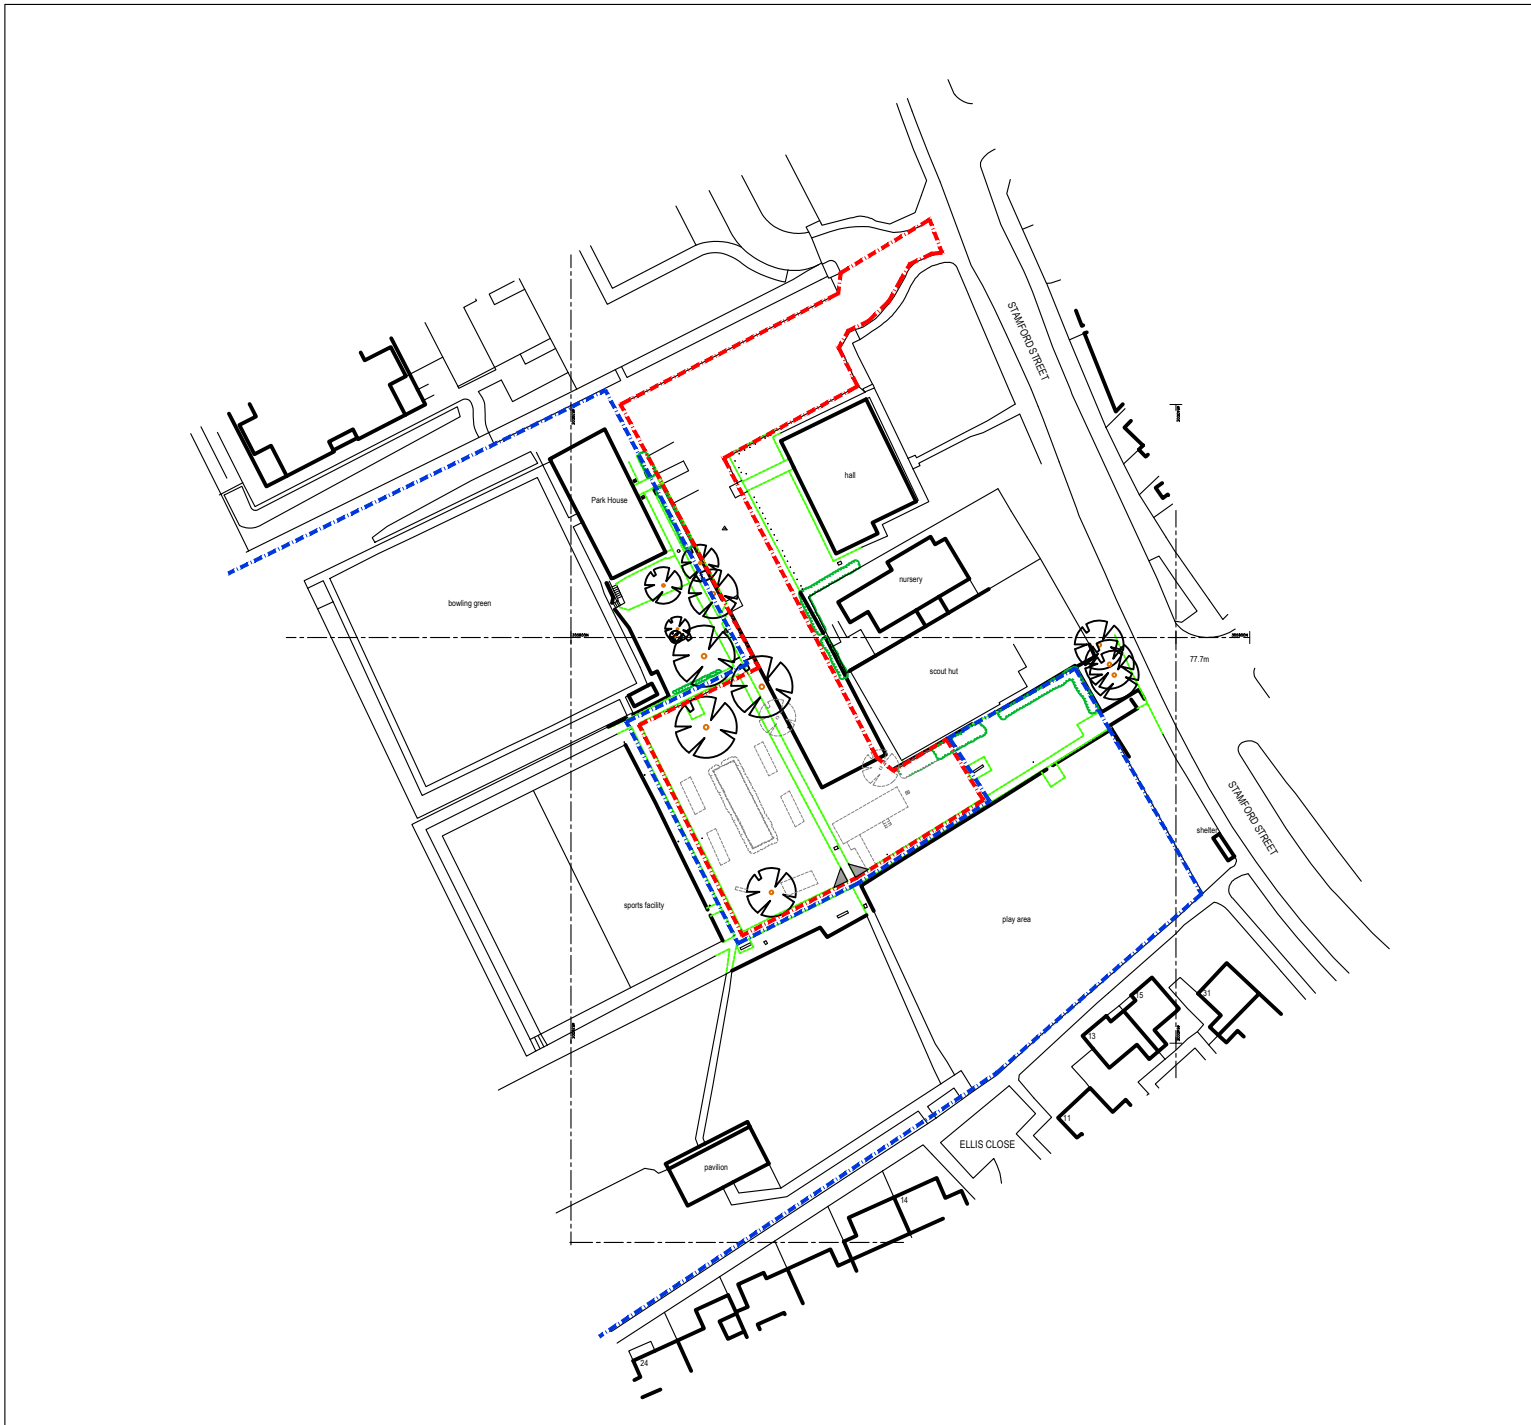 STAMFORD STREET
hall
Park House
nursery
bowling green
77.7m
scout hut
STAMFORD STREET
shelter
sports facility
play area
15
31
13
11
ELLIS CLOSE
pavilion
14
24